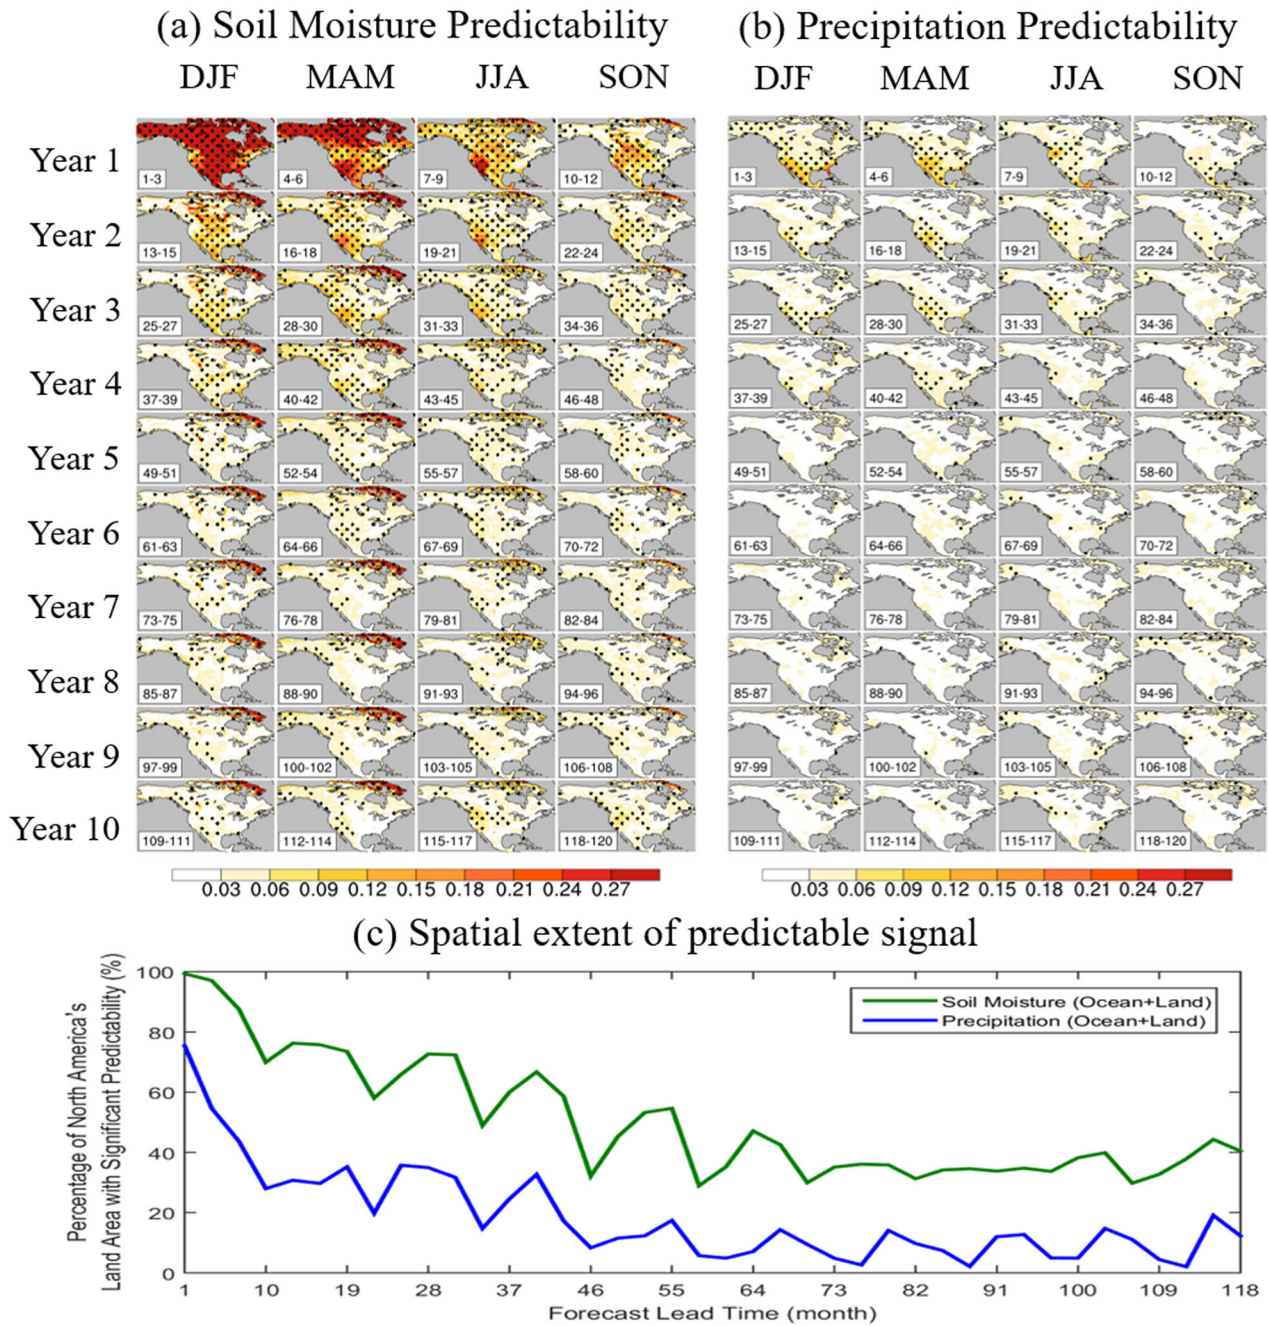 (a) Soil Moisture Predictability (b) Precipitation Predictability
DJF MAM JJA SON DJF MAM JJA SON
Year 1 1-3 4-6 7-9 10-12 1-3 4-6 7-9 10-12
Year 2 13-15 16-18 19-21 22-24 13-15 16-18 19-21 22-24
Year 3 25-27 28-30 31-33 34-36 25-27 28-30 31-33 34-36
Year 4 37-39 40-42 43-45 46-48 37-39 40-42 43-45 46-48
Year 5 49-51 52-54 55-57 58-60 49-51 52-54 55-57 58-60
Year 6 61-63 64-66 67-69 70-72 61-63 64-66 67-69 70-72
Year 7 73-75 76-78 79-81 82-84 73-75 76-78 79-81 82-84
Year 8 85-87 88-90 91-93 94-96 85-87 88-90 91-93 94-96
Year 9 97-99 100-102 103-105 106-108 97-99 100-102 103-105 106-108
Year 10 109-111 112-114 115-117 118-120 109-111 112-114 115-117 118-120
0.03 0.06 0.09 0.12 0.15 0.18 0.21 0.24 0.27 0.03 0.06 0.09 0.12 0.15 0.18 0.21 0.24 0.27
(c) Spatial extent of predictable signal
Percentage of North America's
Land Area with Significant Predictability (%)
100
80
60
40
20
0
Soil Moisture (Ocean+Land)
Precipitation (Ocean+Land)
1 10 19 28 37 46 55 64 73 82 91 100 109 118
Forecast Lead Time (month)